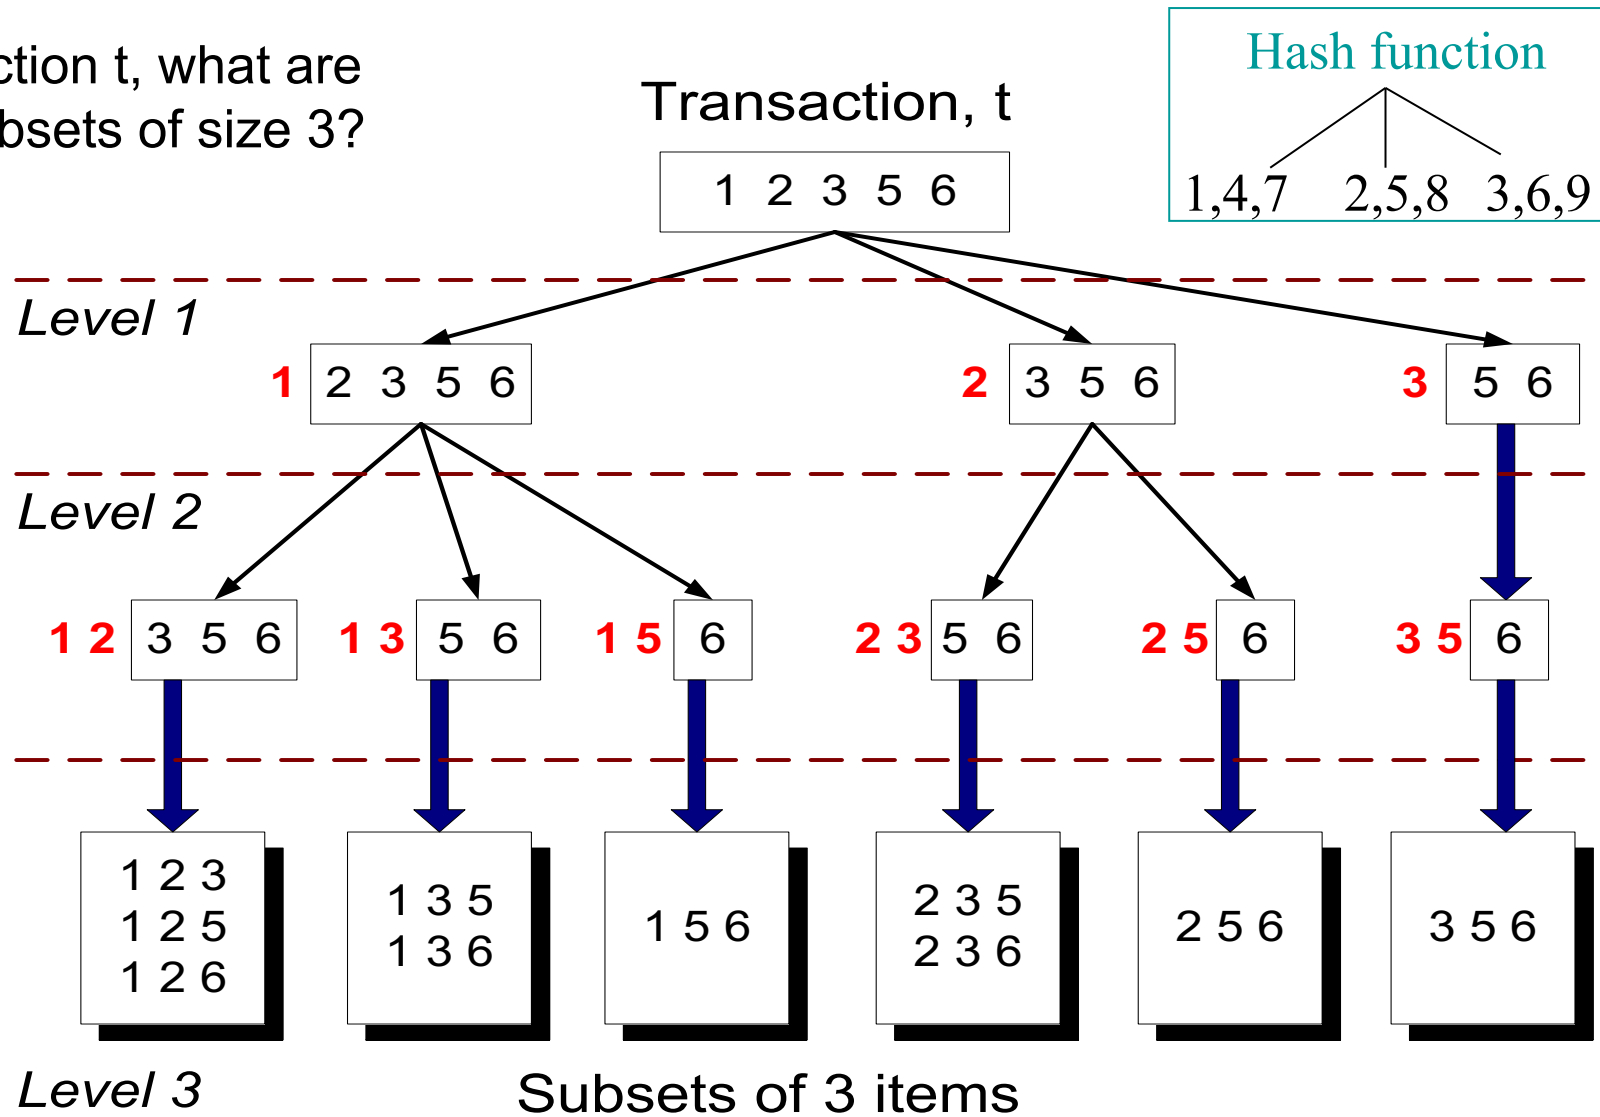 ction t, what are
bsets of size 3?
Transaction, t
1 2 3 5 6
Hash function
1,4,7 2,5,8 3,6,9
Level 1
1 2 3 5 6
2 3 5 6
3 5 6
Level 2
1 2 3 5 6
1 3 5 6
1 5 6
2 3 5 6
2 5 6
3 5 6
1 2 3
1 2 5
1 2 6
1 3 5
1 3 6
1 5 6
2 3 5
2 3 6
2 5 6
3 5 6
Level 3
Subsets of 3 items